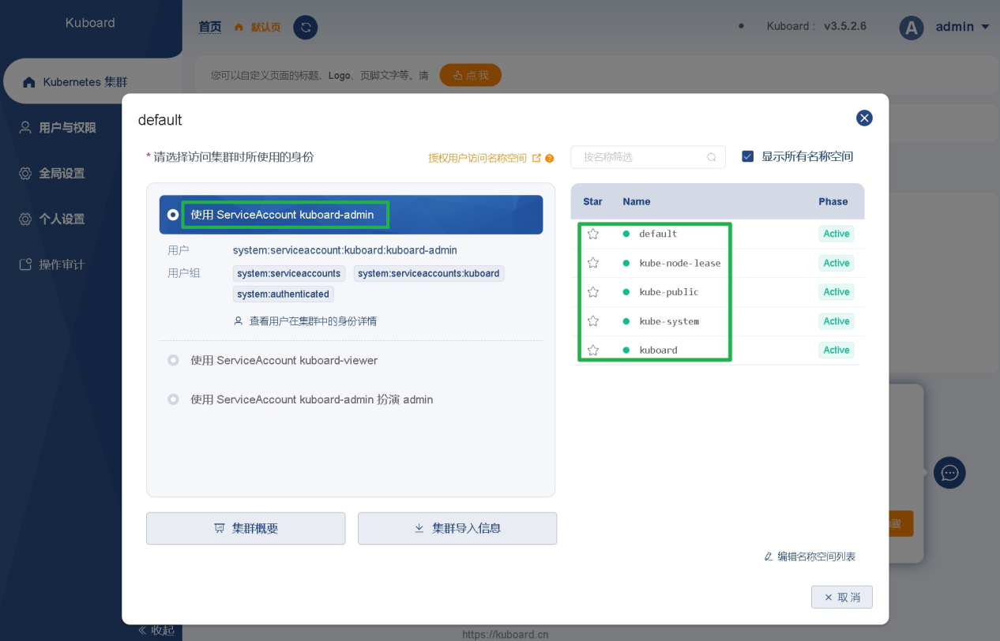 Kuboard
首页 默认页
Kuboard : v3.5.2.6
A admin
您可以自定义页面的标题、Logo、页脚文字等。请 点 我
Kubernetes 集群
用户与权限
全局设置
个人设置
操作审计
收起
default
* 请选择访问集群时所使用的身份
授权用户访问名称空间
按名称筛选
显示所有名称空间
使用 ServiceAccount kuboard-admin
用户 system:serviceaccount:kuboard:kuboard-admin
用户组 system:serviceaccounts system:serviceaccounts:kuboard
system:authenticated
查看用户在集群中的身份详情
使用 ServiceAccount kuboard-viewer
使用 ServiceAccount kuboard-admin 扮演 admin
Star Name Phase
default Active
kube-node-lease Active
kube-public Active
kube-system Active
kuboard Active
集群概要
集群导入信息
编辑名称空间列表
取 消
https://kuboard.cn